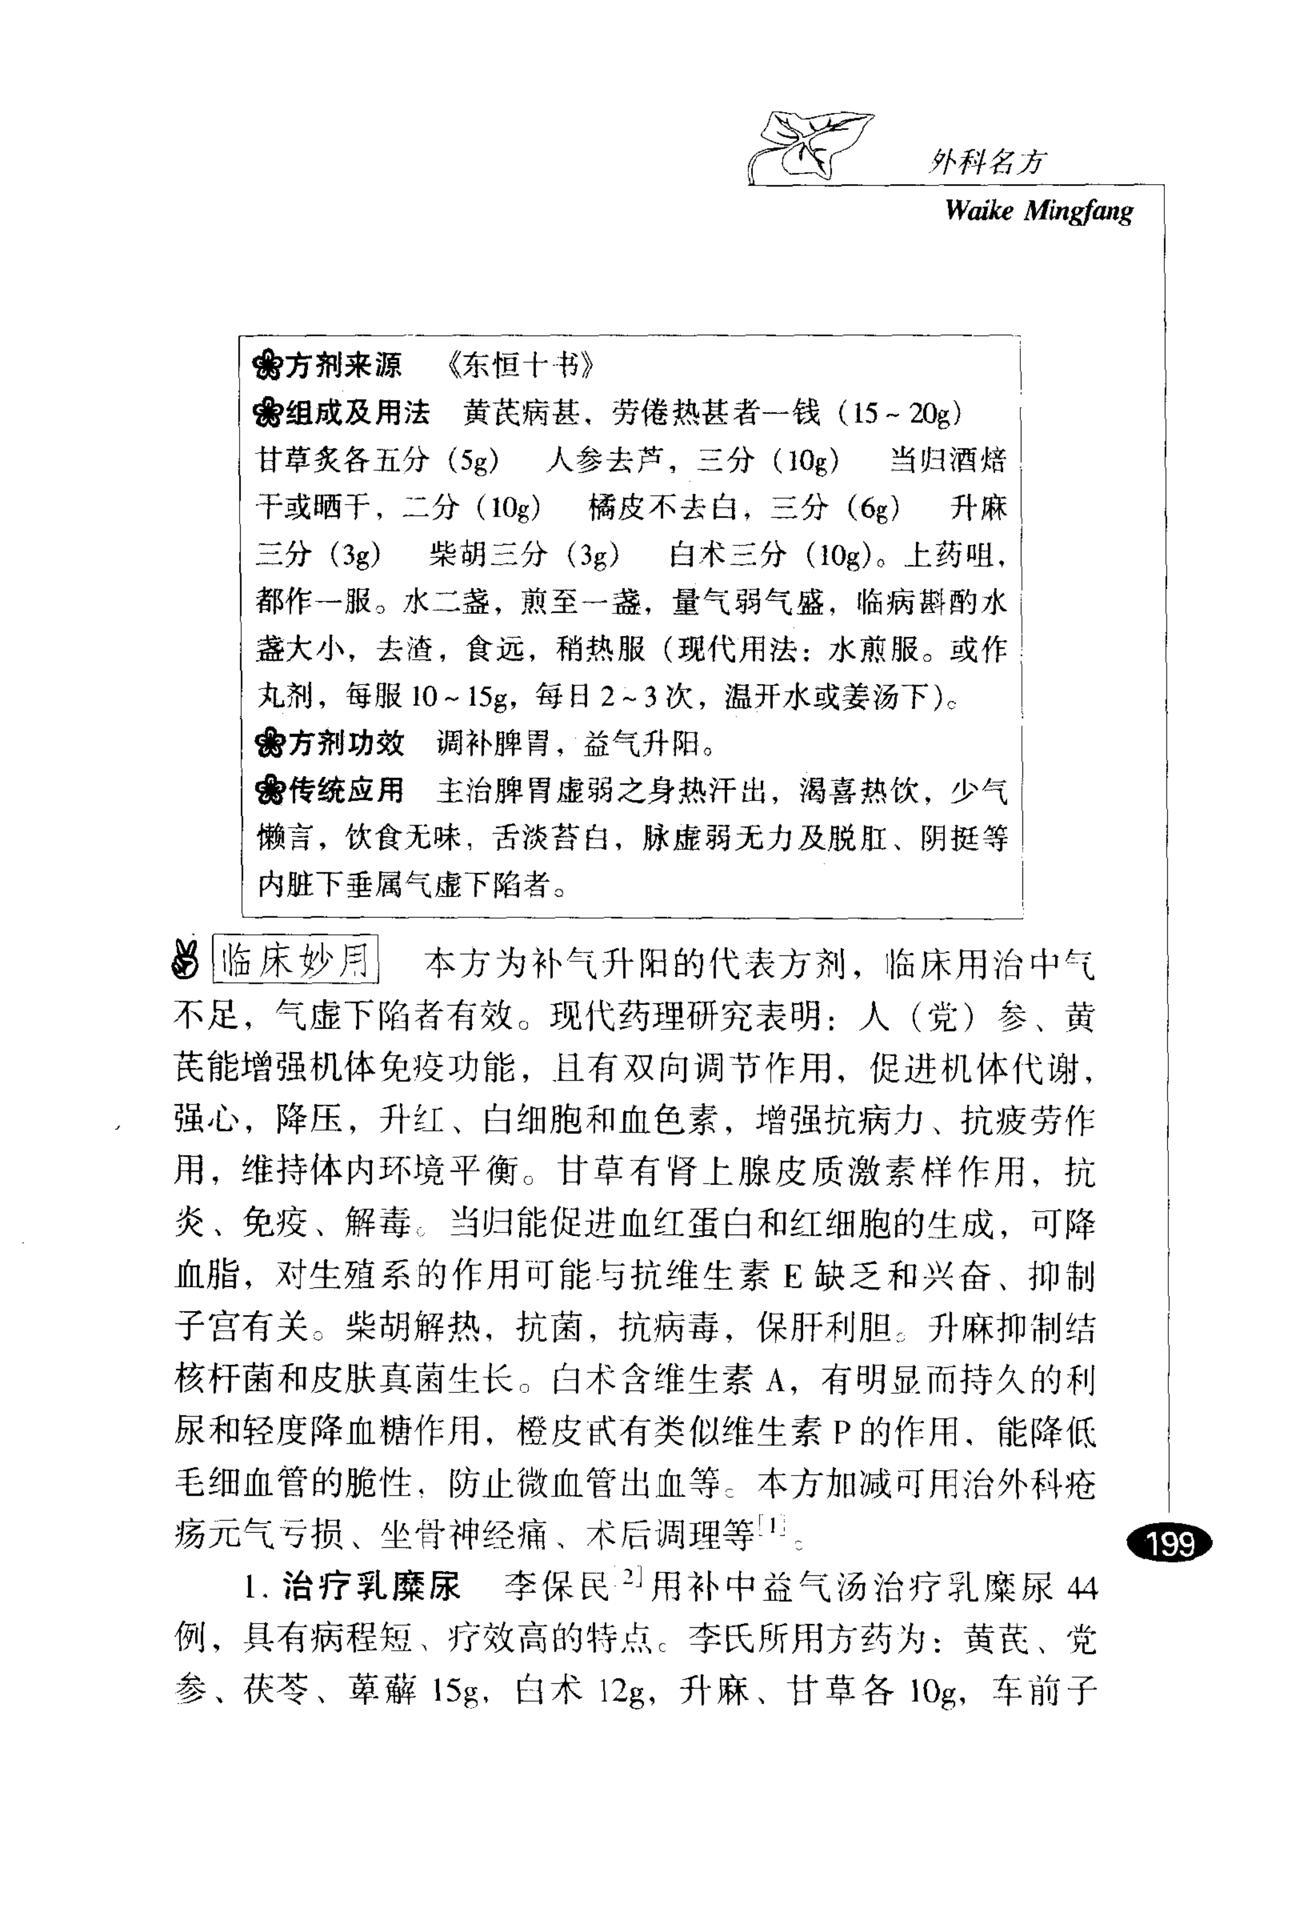 外科名方
Waike Mingfang
方剂来源 《东恒十书》
组成及用法 黄芪病甚，劳倦热甚者一钱（15～20g）
甘草炙各五分（5g） 人参去芦，三分（10g） 当归酒焙
干或晒干，二分（10g） 橘皮不去白，三分（6g） 升麻
三分（3g） 柴胡三分（3g） 白术三分（10g）。上药咀，
都作一服。水二盏，煎至一盏，量气弱气盛，临病斟酌水
盏大小，去渣，食远，稍热服（现代用法：水煎服。或作
丸剂，每服10～15g，每日2～3次，温开水或姜汤下）。
方剂功效 调补脾胃，益气升阳。
传统应用 主治脾胃虚弱之身热汗出，渴喜热饮，少气
懒言，饮食无味，舌淡苔白，脉虚弱无力及脱肛、阴挺等
内脏下垂属气虚下陷者。
临床妙用 本方为补气升阳的代表方剂，临床用治中气
不足，气虚下陷者有效。现代药理研究表明：人（党）参、黄
芪能增强机体免疫功能，且有双向调节作用，促进机体代谢，
强心，降压，升红、白细胞和血色素，增强抗病力、抗疲劳作
用，维持体内环境平衡。甘草有肾上腺皮质激素样作用，抗
炎、免疫、解毒。当归能促进血红蛋白和红细胞的生成，可降
血脂，对生殖系的作用可能与抗维生素 E 缺乏和兴奋、抑制
子宫有关。柴胡解热，抗菌，抗病毒，保肝利胆。升麻抑制结
核杆菌和皮肤真菌生长。白术含维生素 A，有明显而持久的利
尿和轻度降血糖作用，橙皮甙有类似维生素 P 的作用，能降低
毛细血管的脆性，防止微血管出血等。本方加减可用治外科疮
疡元气亏损、坐骨神经痛、术后调理等[1]。
199
1. 治疗乳糜尿 李保民[2]用补中益气汤治疗乳糜尿 44
例，具有病程短、疗效高的特点。李氏所用方药为：黄芪、党
参、茯苓、萆薢 15g，白术 12g，升麻、甘草各 10g，车前子